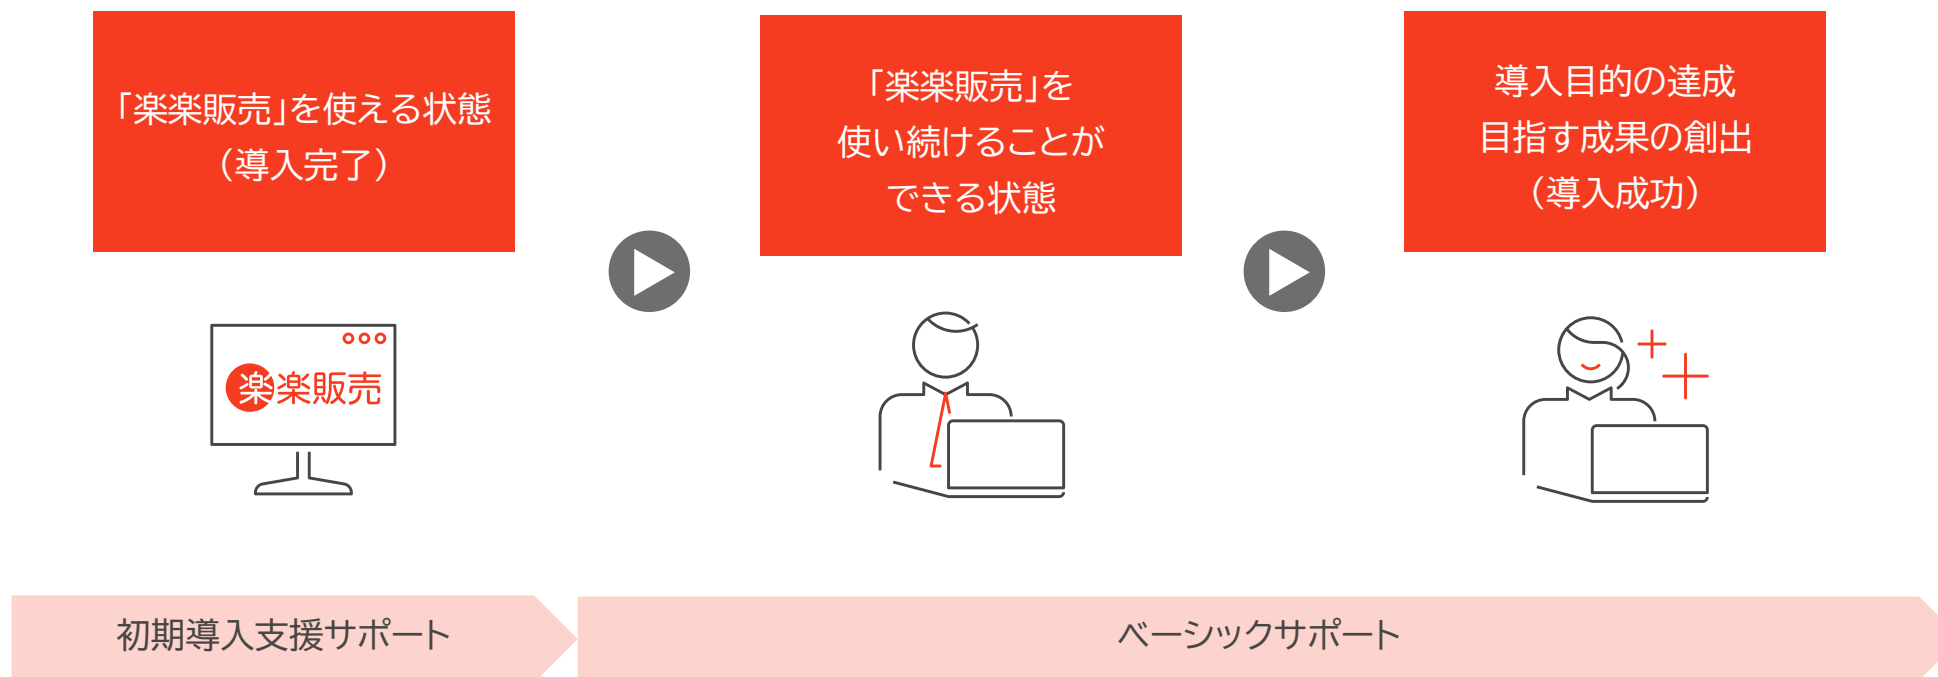 「楽楽販売」を使える状態
（導入完了）
「楽楽販売」を
使い続けることが
できる状態
導入目的の達成
目指す成果の創出
（導入成功）
楽楽販売
初期導入支援サポート
ベーシックサポート